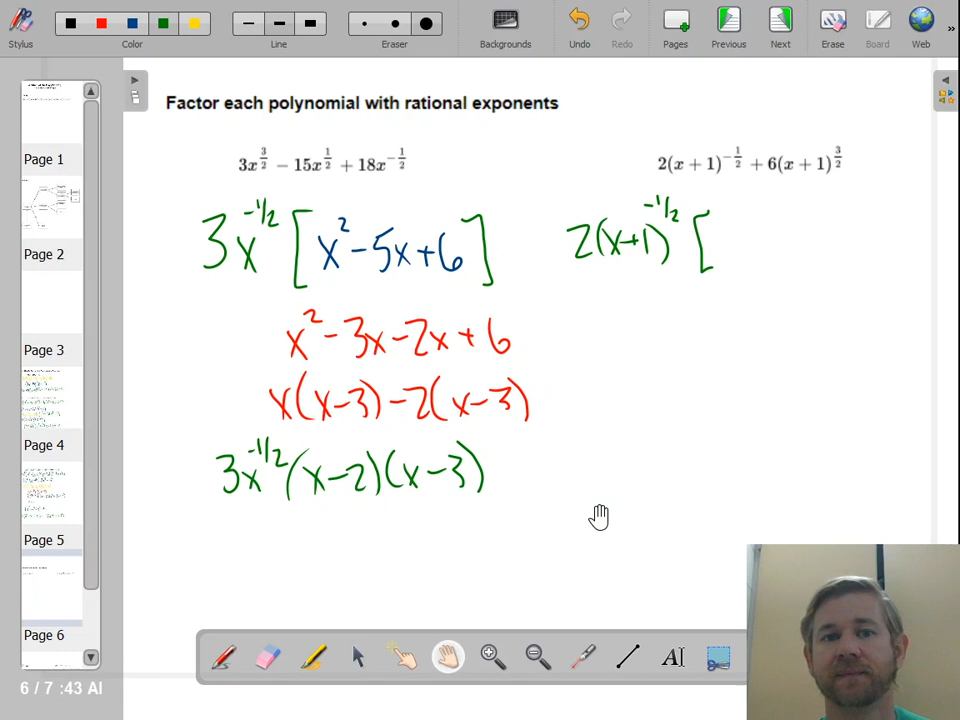 Stylus
Color
Line
Eraser
Backgrounds
Undo
Redo
Pages
Previous
Next
Erase
Board
Web
»
Page 1
Page 2
Page 3
Page 4
Page 5
Page 6
6 / 7 :43 AI
Factor each polynomial with rational exponents
3x^{3/2} − 15x^{1/2} + 18x^{−1/2}
2(x + 1)^{−1/2} + 6(x + 1)^{3/2}
3x^{-1/2} [x^2 - 5x + 6]
2(x+1)^{-1/2} [
x^2 - 3x - 2x + 6
x(x-3) - 2(x-3)
3x^{-1/2} (x-2)(x-3)
A